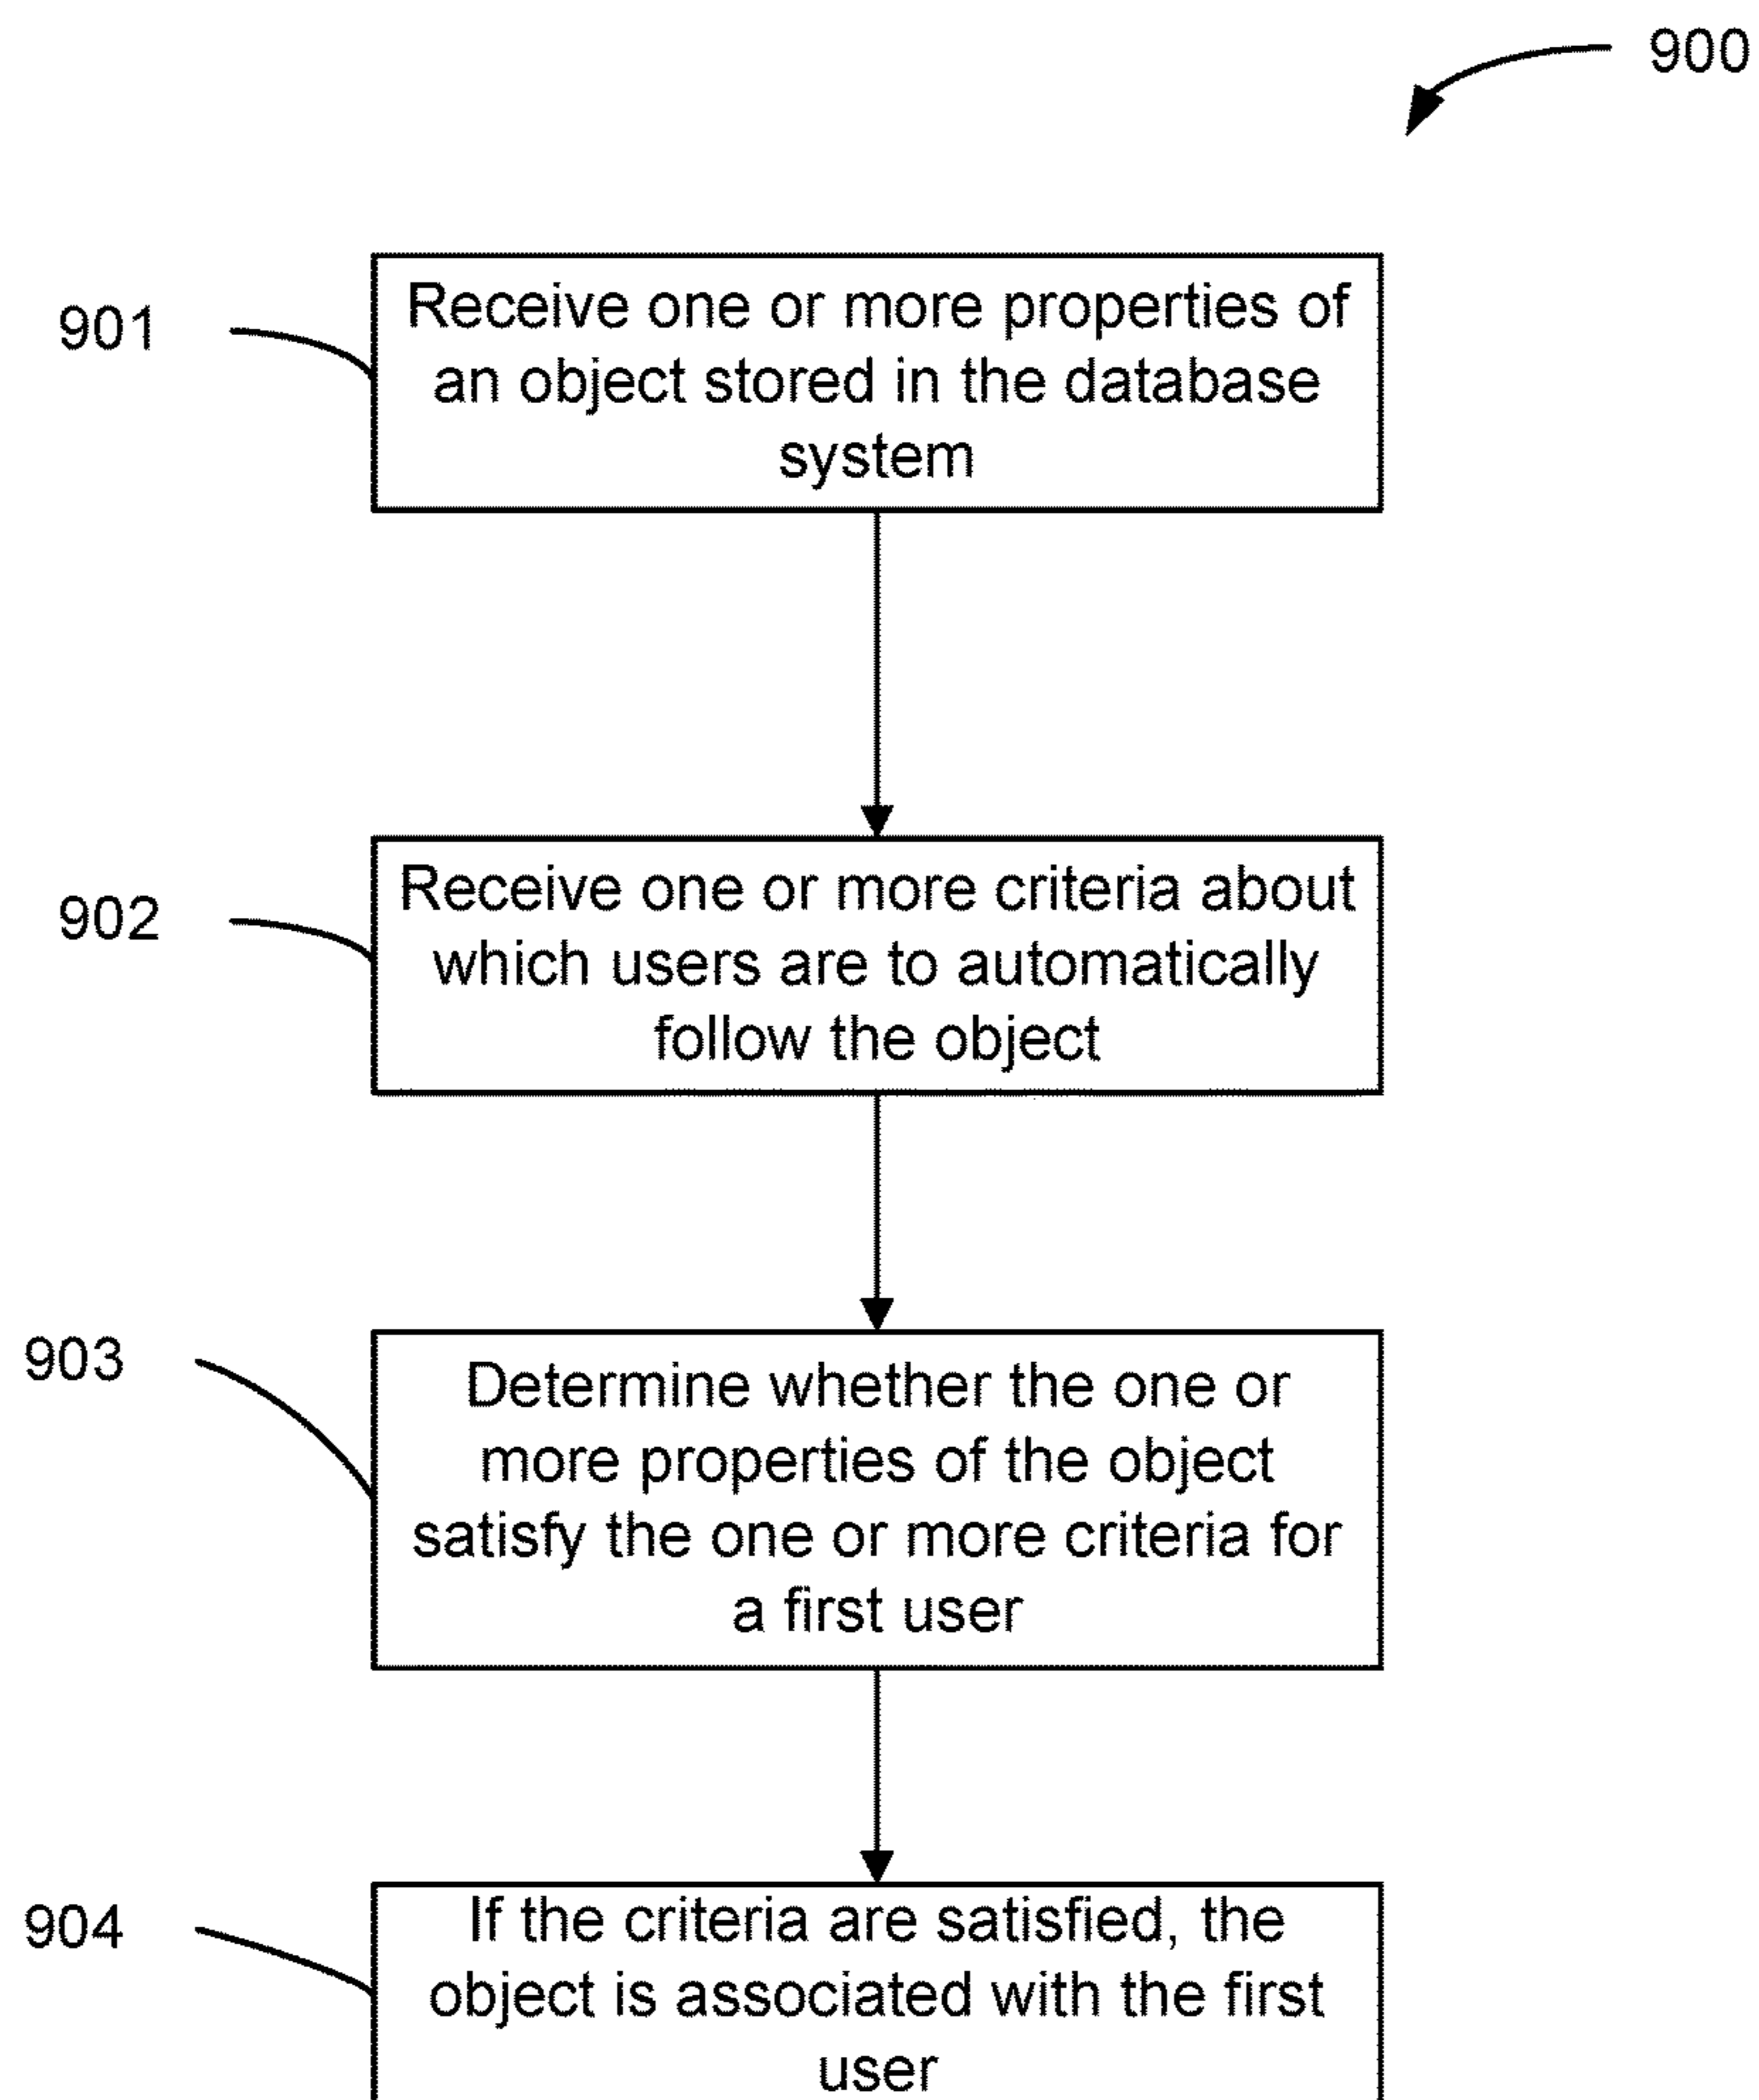 900
901
Receive one or more properties of
an object stored in the database
system
902
Receive one or more criteria about
which users are to automatically
follow the object
903
Determine whether the one or
more properties of the object
satisfy the one or more criteria for
a first user
904
If the criteria are satisfied, the
object is associated with the first
user